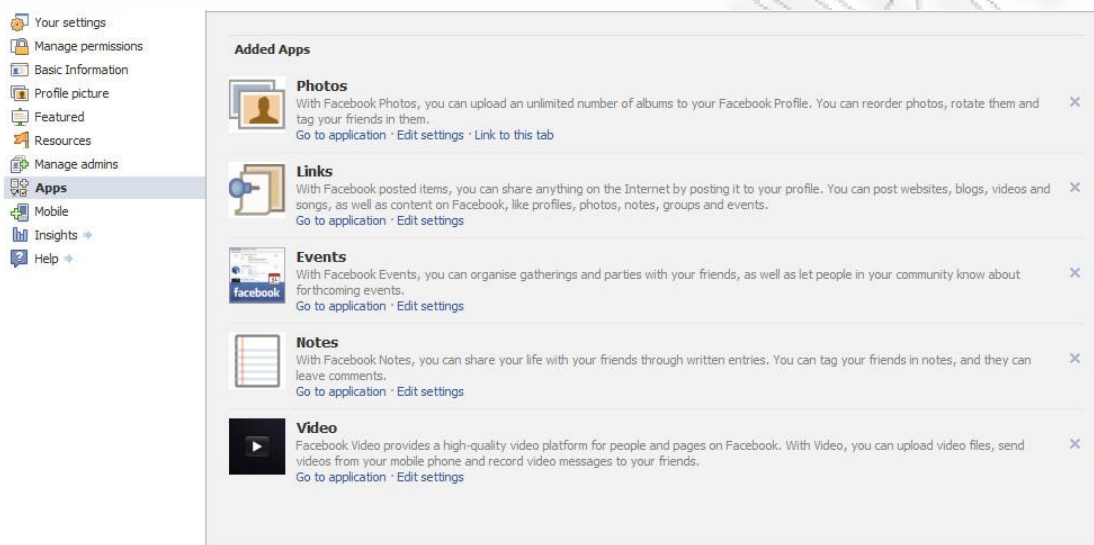 Your settings
Manage permissions
Basic Information
Profile picture
Featured
Resources
Manage admins
Apps
Mobile
Insights
Help
Added Apps
Photos
With Facebook Photos, you can upload an unlimited number of albums to your Facebook Profile. You can reorder photos, rotate them and
tag your friends in them.
Go to application · Edit settings · Link to this tab
Links
With Facebook posted items, you can share anything on the Internet by posting it to your profile. You can post websites, blogs, videos and
songs, as well as content on Facebook, like profiles, photos, notes, groups and events.
Go to application · Edit settings
Events
With Facebook Events, you can organise gatherings and parties with your friends, as well as let people in your community know about
forthcoming events.
Go to application · Edit settings
facebook
Notes
With Facebook Notes, you can share your life with your friends through written entries. You can tag your friends in notes, and they can
leave comments.
Go to application · Edit settings
Video
Facebook Video provides a high-quality video platform for people and pages on Facebook. With Video, you can upload video files, send
videos from your mobile phone and record video messages to your friends.
Go to application · Edit settings